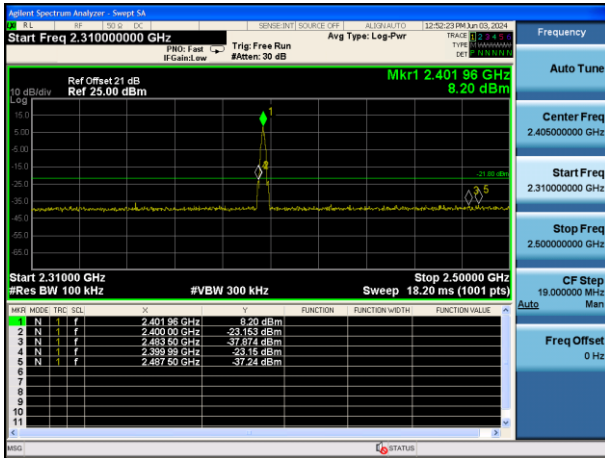 Agilent Spectrum Analyzer - Swept SA
RL RF 50 Ω DC SENSE:INT SOURCE OFF ALIGNAUTO 12:52:23 PM Jun 03, 2024
Start Freq 2.310000000 GHz
PNO: Fast
IFGain:Low
Trig: Free Run
#Atten: 30 dB
Avg Type: Log-Pwr
TRACE 1 2 3 4 5 6
TYPE M W W W W W
DET P N N N N N
Ref Offset 21 dB
10 dB/div Ref 25.00 dBm
Log
Mkr1 2.401 96 GHz
8.20 dBm
15.0
5.00
-5.00
-15.0
-25.0
-35.0
-45.0
-55.0
-65.0
1
-21.80 dBm
3 5
Start 2.31000 GHz Stop 2.50000 GHz
#Res BW 100 kHz #VBW 300 kHz Sweep 18.20 ms (1001 pts)
MKR MODE TRC SCL X Y FUNCTION FUNCTION WIDTH FUNCTION VALUE
1 N 1 f 2.401 96 GHz 8.20 dBm
2 N 1 f 2.400 00 GHz -23.153 dBm
3 N 1 f 2.483 50 GHz -37.874 dBm
4 N 1 f 2.399 99 GHz -23.15 dBm
5 N 1 f 2.487 50 GHz -37.24 dBm
6
7
8
9
10
11
MSG STATUS
Frequency
Auto Tune
Center Freq
2.405000000 GHz
Start Freq
2.310000000 GHz
Stop Freq
2.500000000 GHz
CF Step
19.000000 MHz
Auto Man
Freq Offset
0 Hz